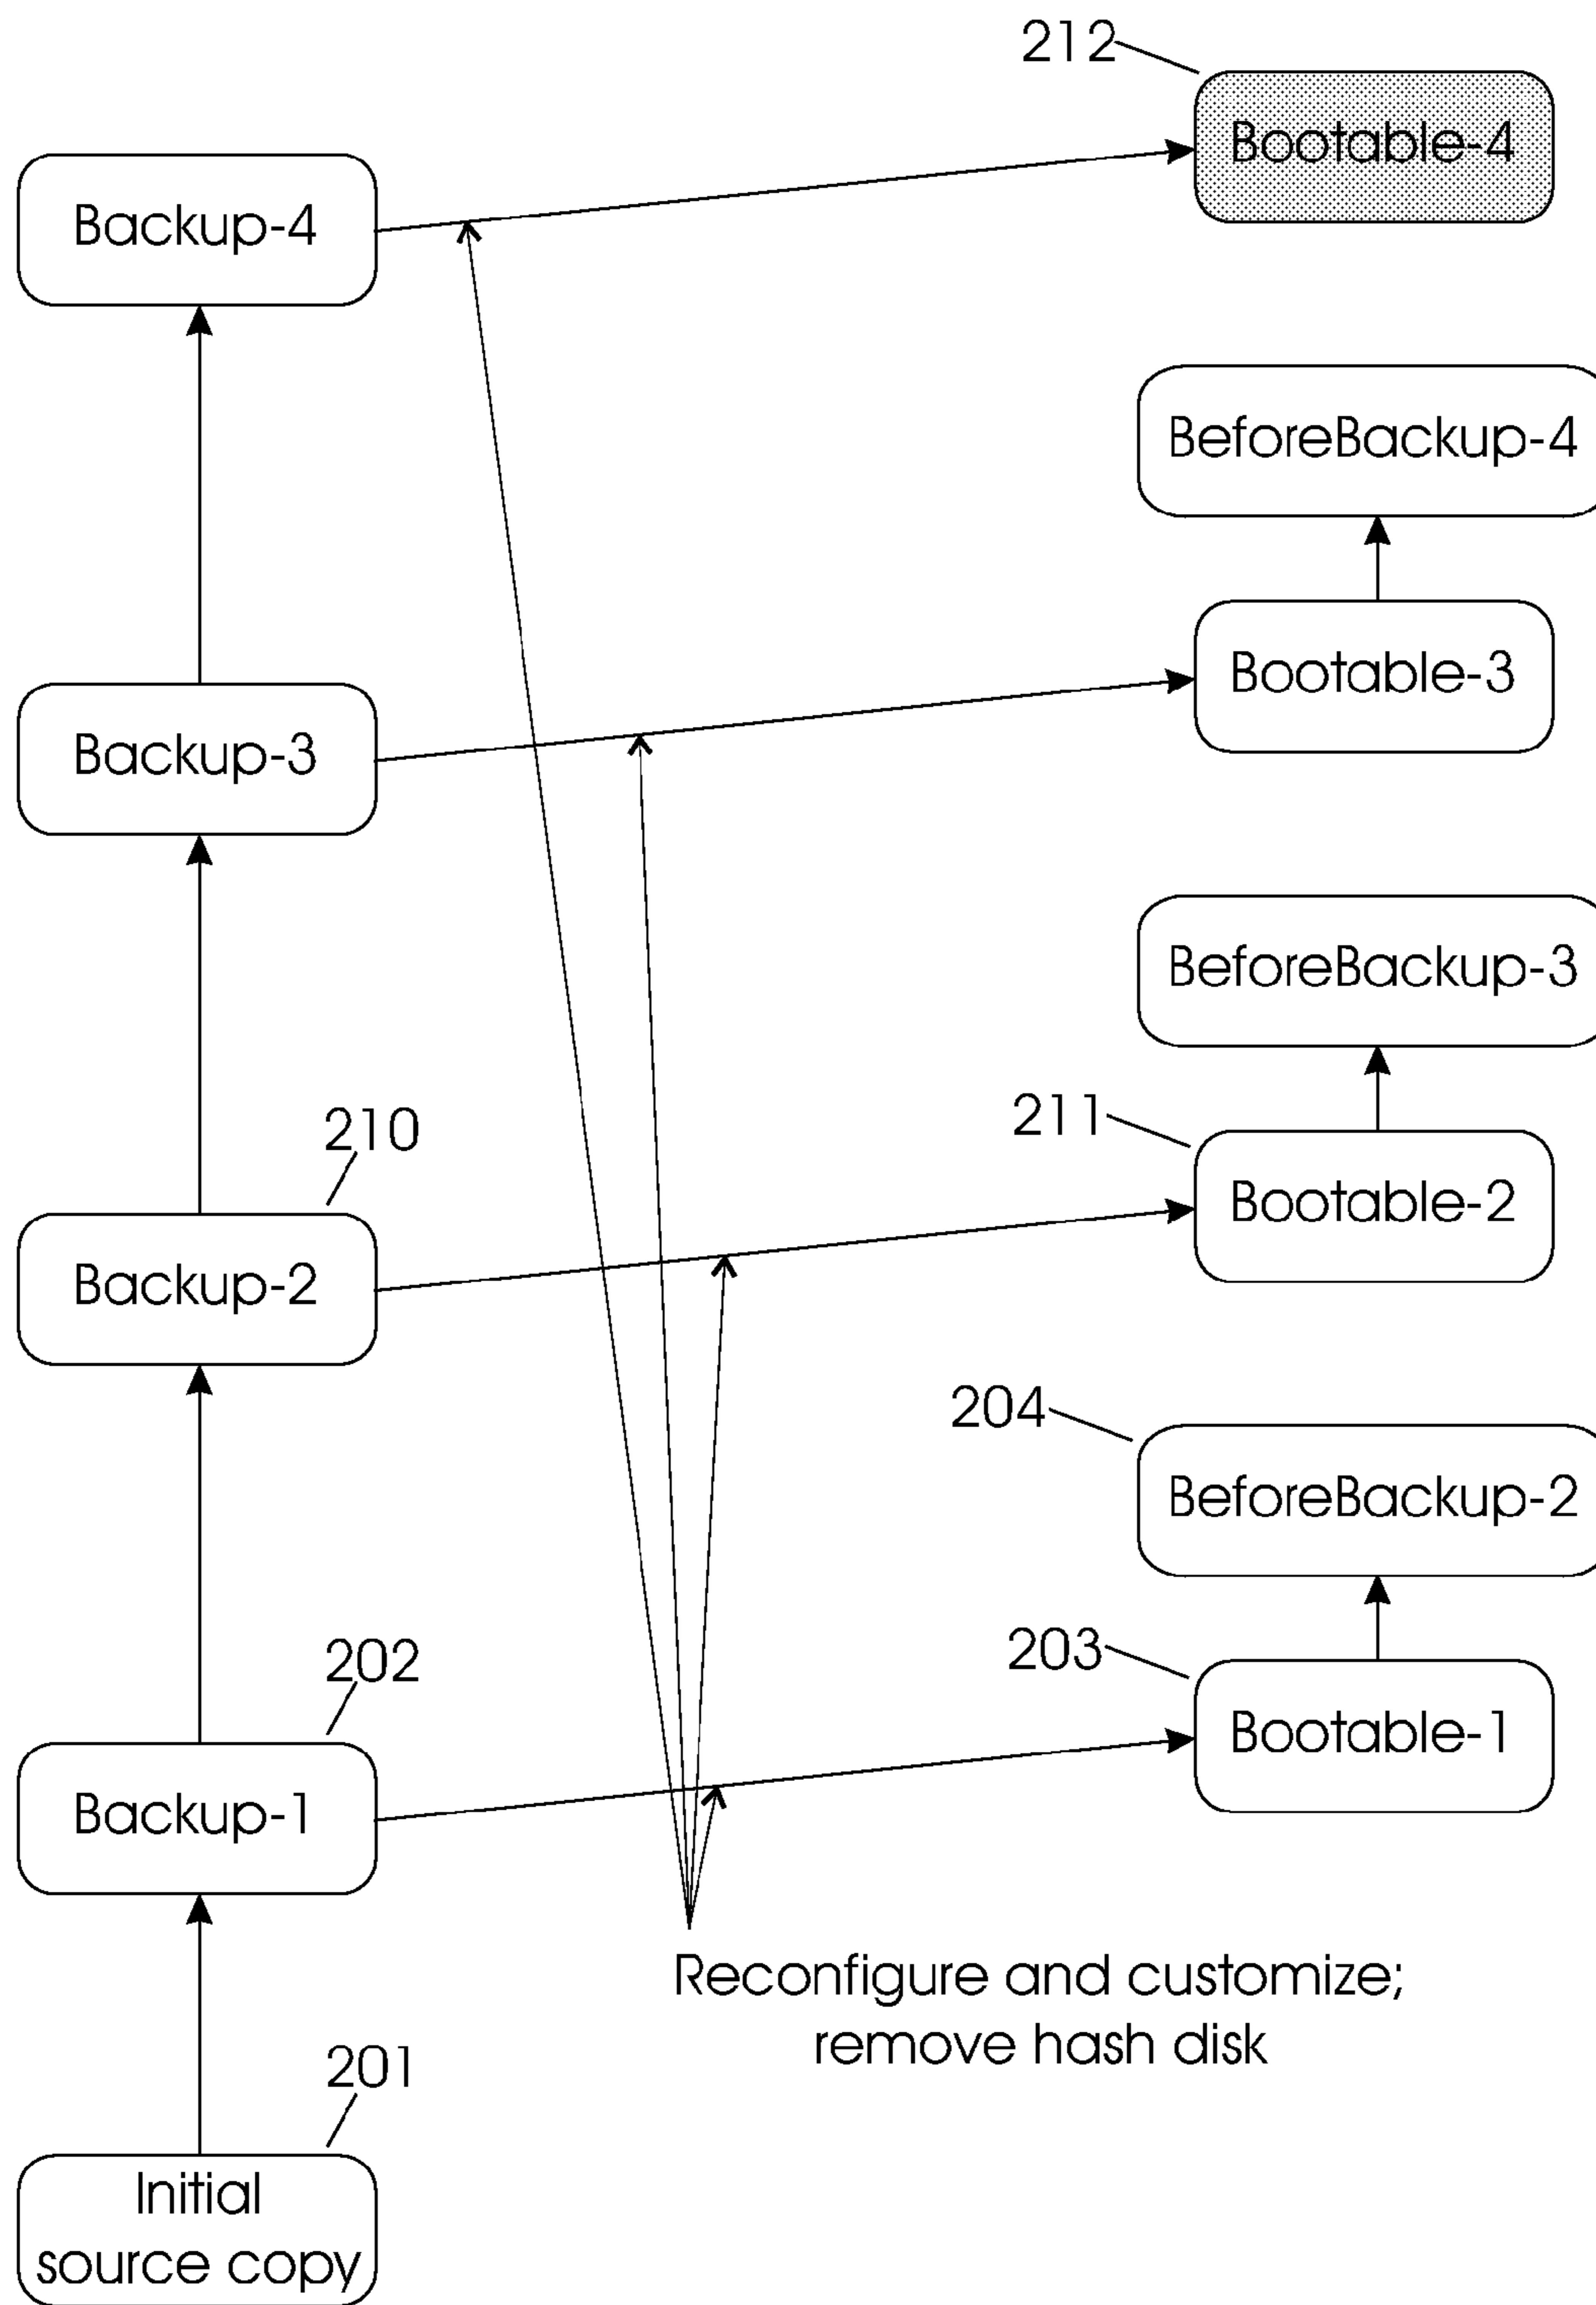 212
Bootable-4
Backup-4
BeforeBackup-4
Bootable-3
Backup-3
BeforeBackup-3
210
211
Bootable-2
Backup-2
204
BeforeBackup-2
202
203
Bootable-1
Backup-1
Reconfigure and customize;
remove hash disk
201
Initial
source copy